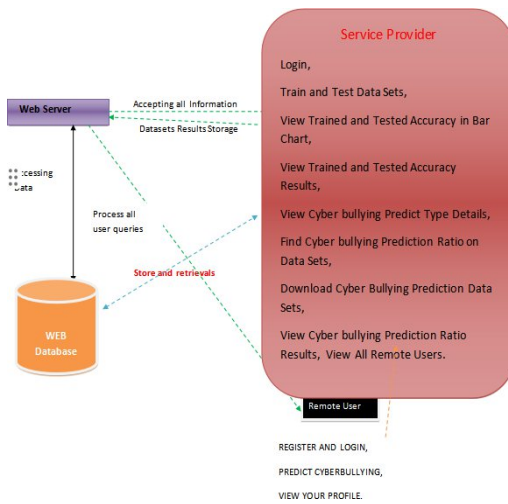 Service Provider
Login,
Train and Test Data Sets,
View Trained and Tested Accuracy in Bar
Chart,
View Trained and Tested Accuracy
Results,
View Cyber bullying Predict Type Details,
Find Cyber bullying Prediction Ratio on
Data Sets,
Download Cyber Bullying Prediction Data
Sets,
View Cyber bullying Prediction Ratio
Results, View All Remote Users.
Web Server
Accepting all Information
Datasets Results Storage
Process all
user queries
Store and retrievals
WEB
Database
Remote User
REGISTER AND LOGIN,
PREDICT CYBERBULLYING,
VIEW YOUR PROFILE.